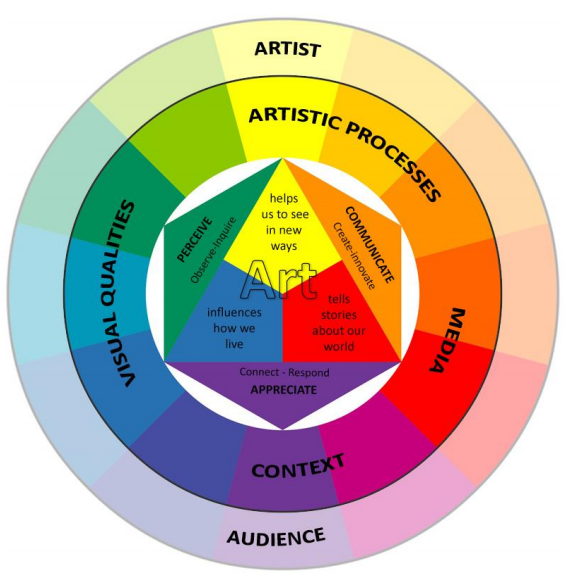 ARTIST
ARTISTIC PROCESSES
VISUAL QUALITIES
MEDIA
CONTEXT
AUDIENCE
PERCEIVE
Observe-Inquire
COMMUNICATE
Create-innovate
helps
us to see
in new
ways
Art
influences
how we
live
tells
stories
about our
world
Connect - Respond
APPRECIATE